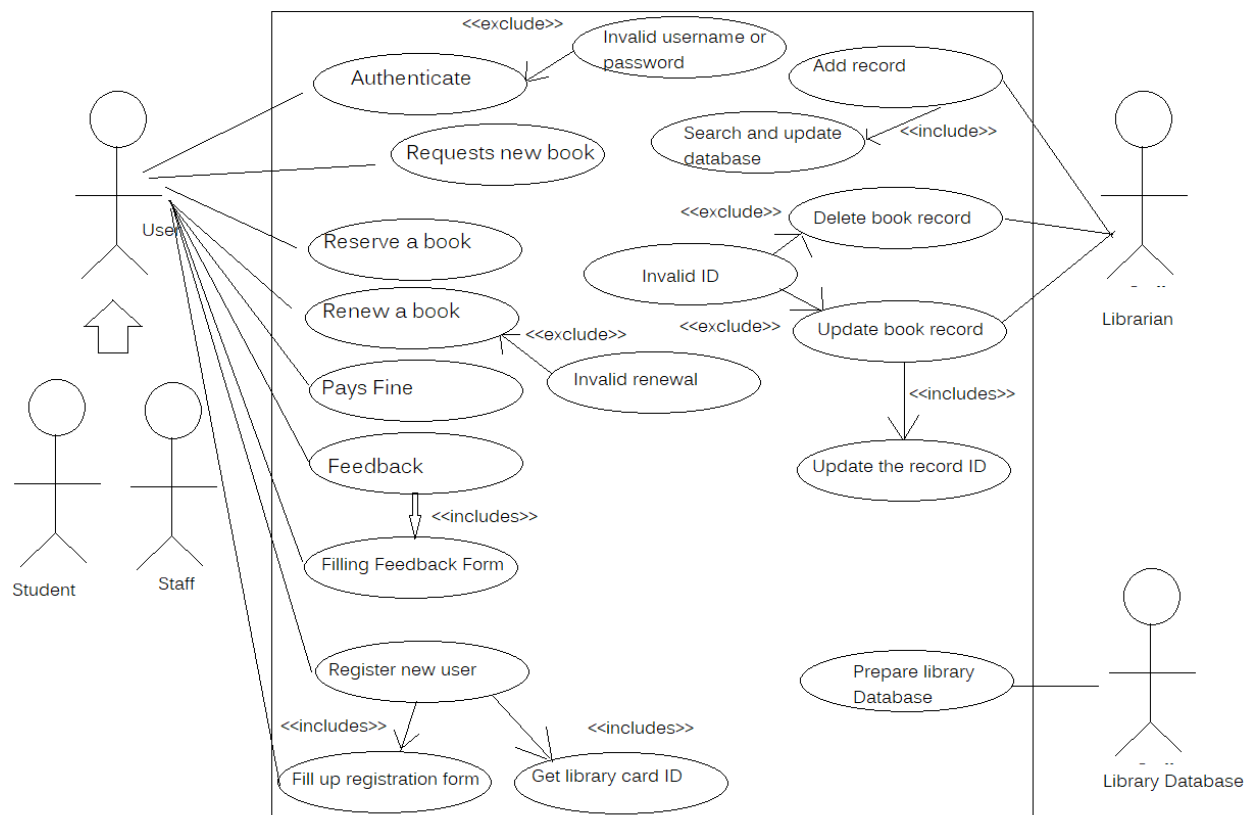 <<exclude>>
Invalid username or
password
Authenticate
Add record
Requests new book
Search and update
database
<<include>>
User
Reserve a book
<<exclude>>
Delete book record
Invalid ID
Renew a book
<<exclude>>
<<exclude>>
Update book record
Librarian
Pays Fine
Invalid renewal
<<includes>>
Feedback
Update the record ID
<<includes>>
Filling Feedback Form
Student
Staff
Register new user
Prepare library
Database
<<includes>>
<<includes>>
Fill up registration form
Get library card ID
Library Database